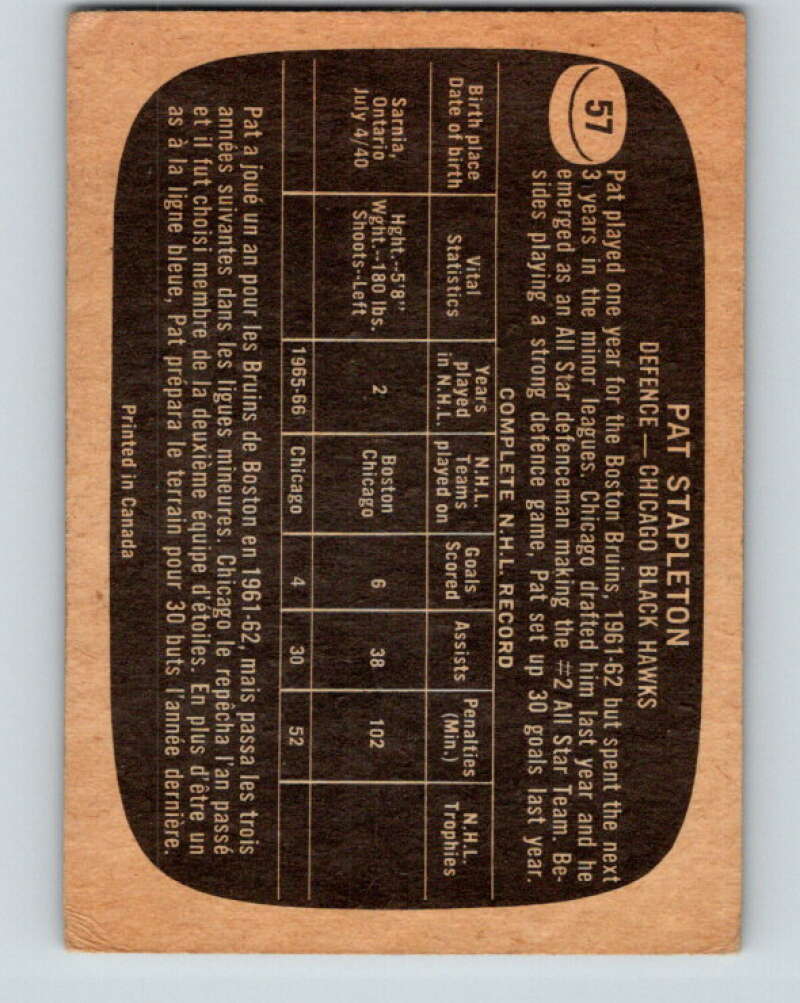 57
PAT STAPLETON
DEFENCE — CHICAGO BLACK HAWKS
Pat played one year for the Boston Bruins, 1961-62 but spent the next
3 years in the minor leagues. Chicago drafted him last year and he
emerged as an All Star defenceman making the #2 All Star Team. Be-
sides playing a strong defence game, Pat set up 30 goals last year.
COMPLETE N.H.L. RECORD
Birth place
Date of birth
Vital
Statistics
Years
played
in N.H.L.
N.H.L.
Teams
played on
Goals
Scored
Assists
Penalties
(Min.)
N.H.L.
Trophies
Sarnia,
Ontario
July 4/40
Hght.--5'8"
Wght.--180 lbs.
Shoots--Left
2
Boston
Chicago
6
38
102
1965-66
Chicago
4
30
52
Pat a joué un an pour les Bruins de Boston en 1961-62, mais passa les trois
années suivantes dans les ligues mineures. Chicago le repêcha l'an passé
et il fut choisi membre de la deuxième équipe d'étoiles. En plus d'être un
as à la ligne bleue, Pat prépara le terrain pour 30 buts l'année dernière.
Printed in Canada